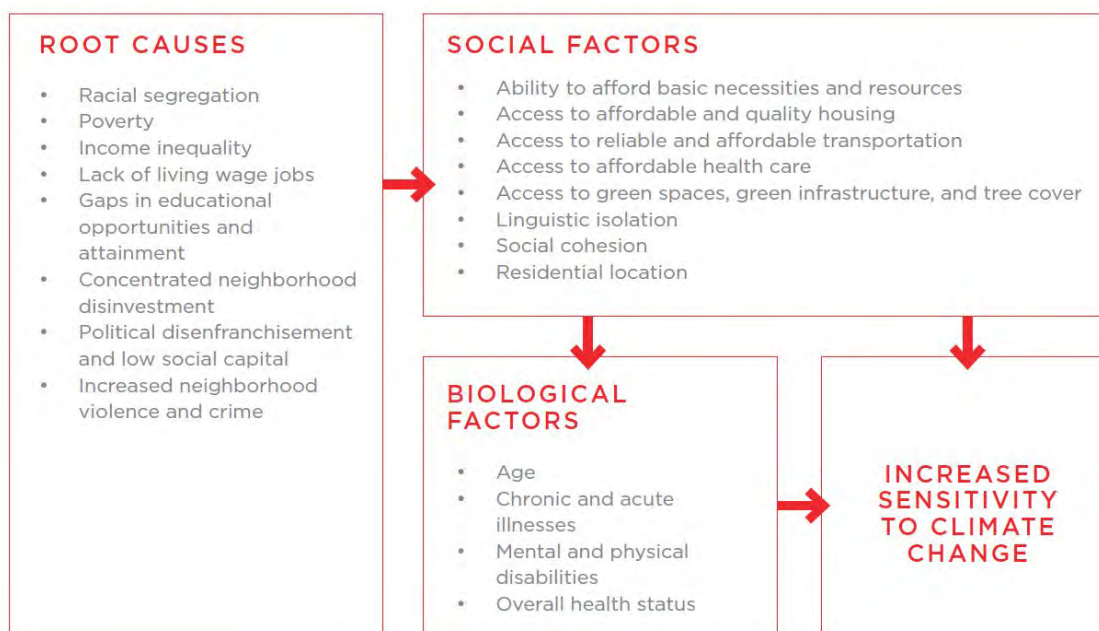 ROOT CAUSES
• Racial segregation
• Poverty
• Income inequality
• Lack of living wage jobs
• Gaps in educational
opportunities and
attainment
• Concentrated neighborhood
disinvestment
• Political disenfranchisement
and low social capital
• Increased neighborhood
violence and crime
SOCIAL FACTORS
• Ability to afford basic necessities and resources
• Access to affordable and quality housing
• Access to reliable and affordable transportation
• Access to affordable health care
• Access to green spaces, green infrastructure, and tree cover
• Linguistic isolation
• Social cohesion
• Residential location
BIOLOGICAL
FACTORS
• Age
• Chronic and acute
illnesses
• Mental and physical
disabilities
• Overall health status
INCREASED
SENSITIVITY
TO CLIMATE
CHANGE